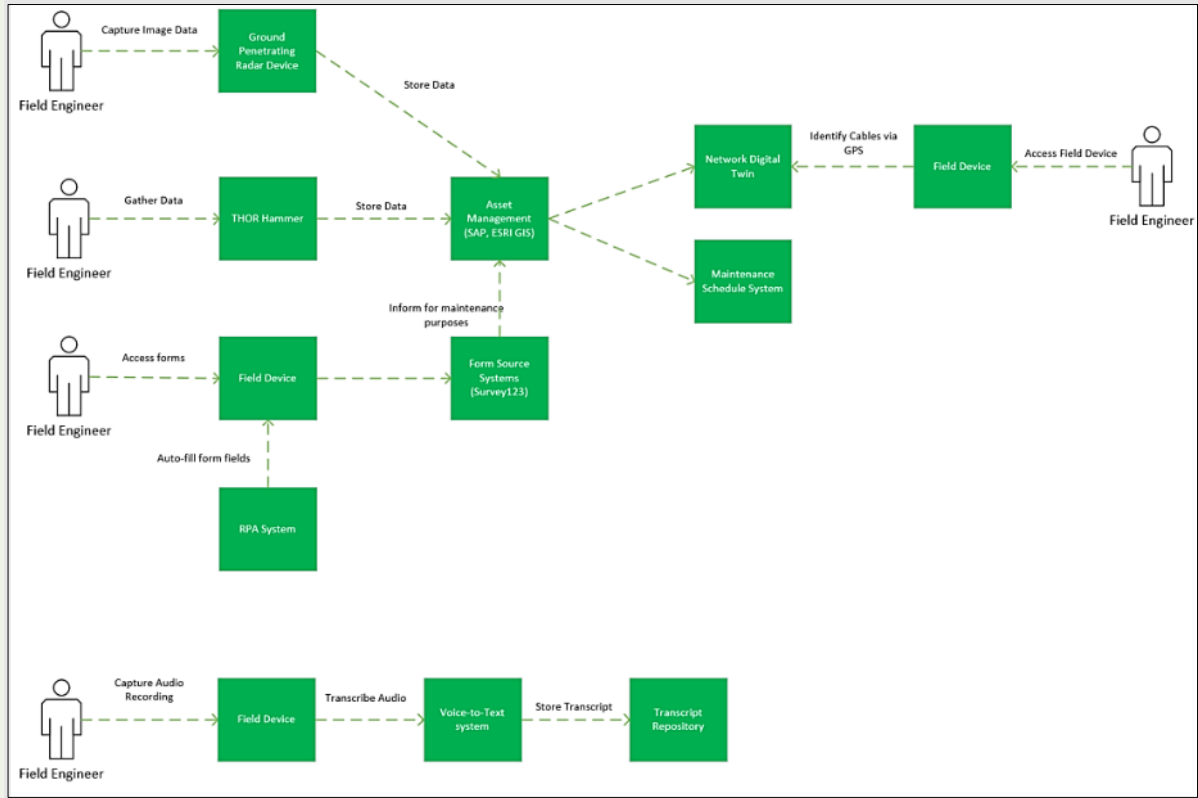 Capture Image Data
Ground
Penetrating
Radar Device
Field Engineer
Store Data
Network Digital
Twin
Identify Cables via
GPS
Field Device
Access Field Device
Field Engineer
Gather Data
THOR Hammer
Store Data
Asset
Management
(SAP, ESRI GIS)
Field Engineer
Maintenance
Schedule System
Inform for maintenance
purposes
Access forms
Field Device
Form Source
Systems
(Survey123)
Field Engineer
Auto-fill form fields
RPA System
Capture Audio
Recording
Field Device
Transcribe Audio
Voice-to-Text
system
Store Transcript
Transcript
Repository
Field Engineer